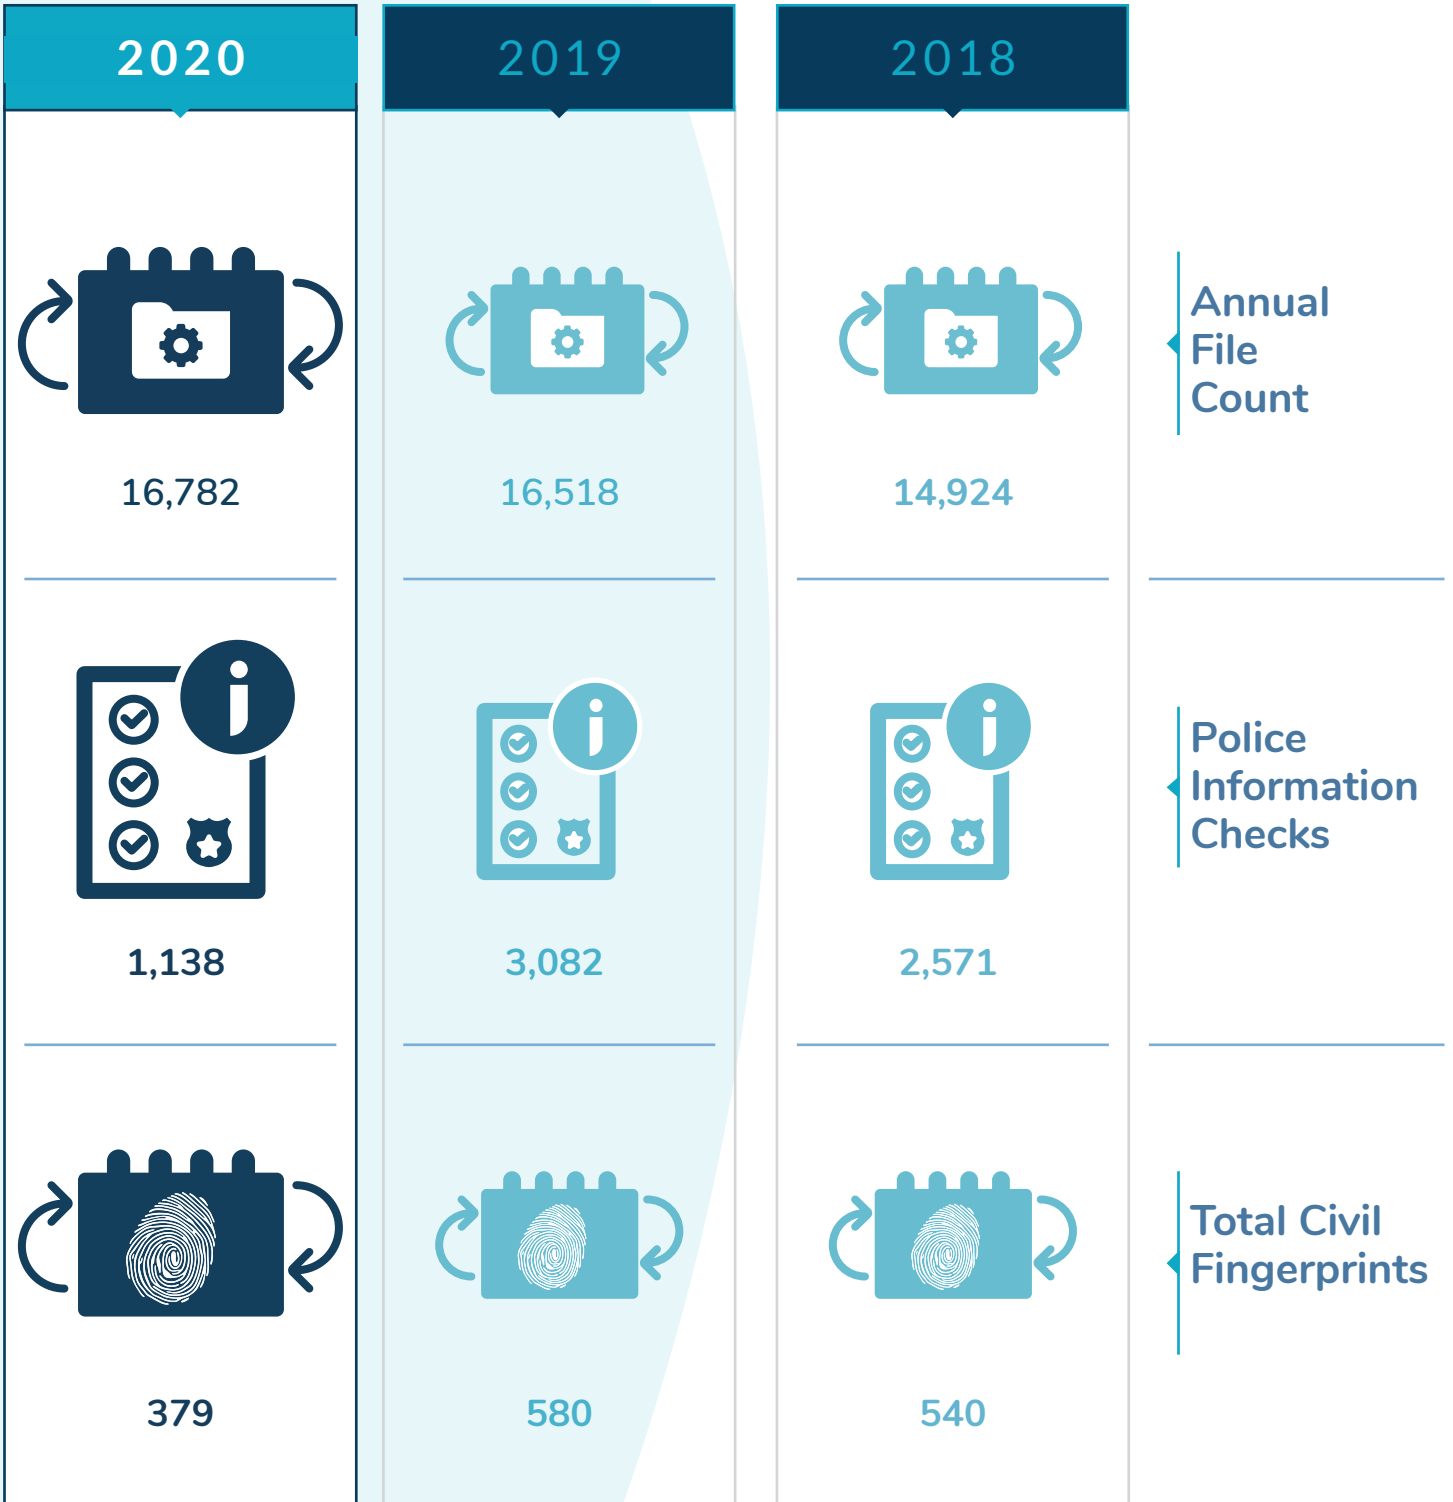 2020
2019
2018
16,782
16,518
14,924
Annual
File
Count
1,138
3,082
2,571
Police
Information
Checks
379
580
540
Total Civil
Fingerprints